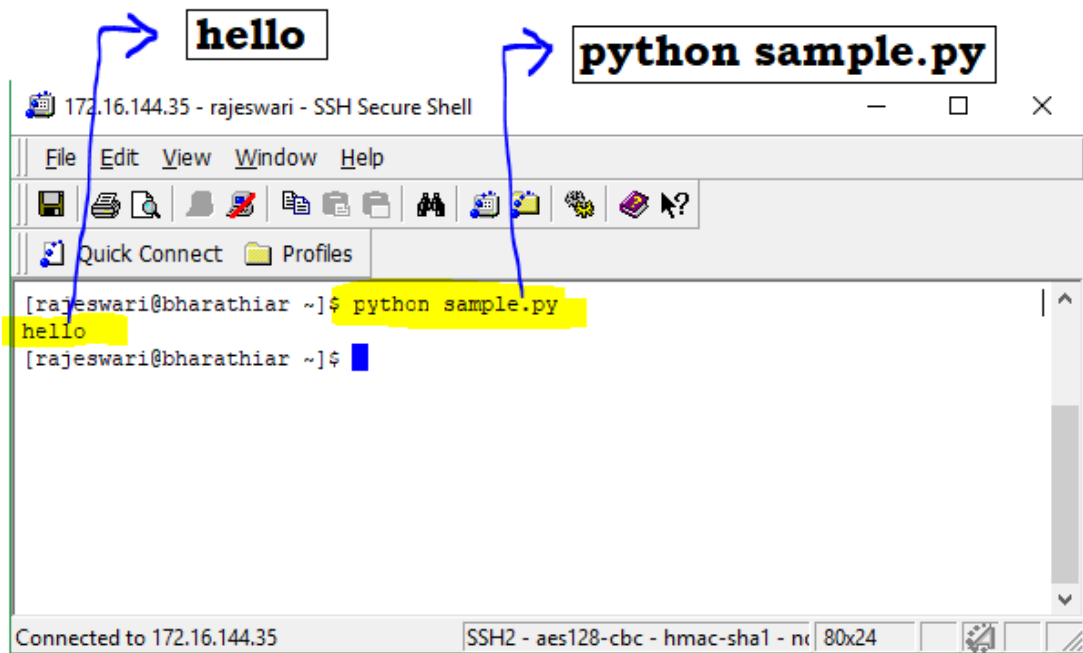 hello
python sample.py
172.16.144.35 - rajeswari - SSH Secure Shell
File Edit View Window Help
Quick Connect Profiles
[rajeswari@bharathiar ~]$ python sample.py
hello
[rajeswari@bharathiar ~]$
Connected to 172.16.144.35 SSH2 - aes128-cbc - hmac-sha1 - no 80x24